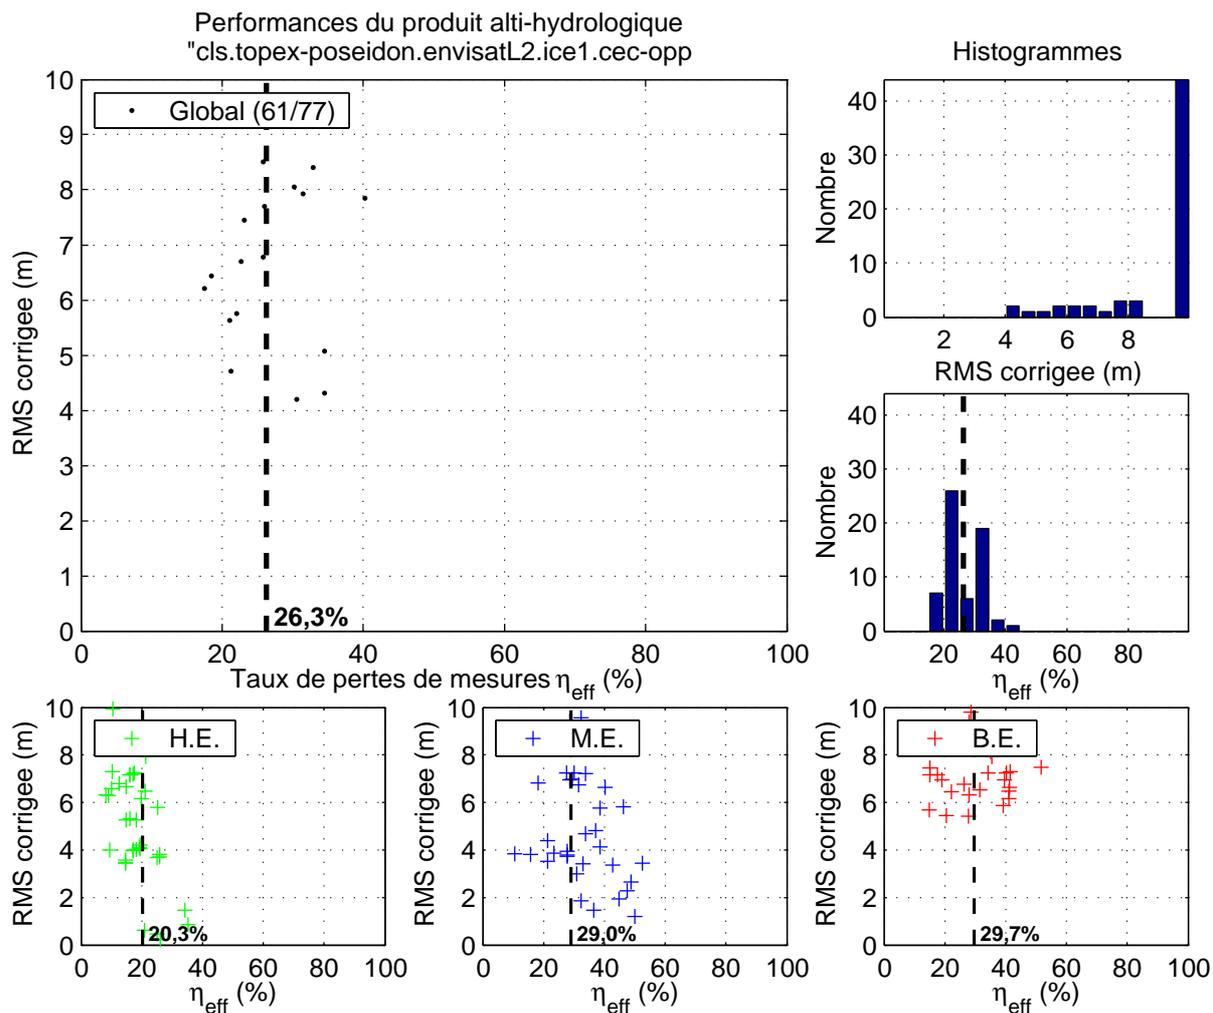 Performances du produit alti-hydrologique
"cls.topex-poseidon.envisatL2.ice1.cec-opp
Global (61/77)
10
9
8
7
6
5
4
3
2
1
0
RMS corrigee (m)
26,3%
0 20 40 60 80 100
Taux de pertes de mesures ηeff (%)
Histogrammes
40
30
20
10
0
Nombre
2 4 6 8
RMS corrigee (m)
40
30
20
10
0
Nombre
20 40 60 80
ηeff (%)
H.E.
10
8
6
4
2
0
RMS corrigee (m)
20,3%
0 20 40 60 80 100
ηeff (%)
M.E.
10
8
6
4
2
0
RMS corrigee (m)
29,0%
0 20 40 60 80 100
ηeff (%)
B.E.
10
8
6
4
2
0
RMS corrigee (m)
29,7%
0 20 40 60 80 100
ηeff (%)